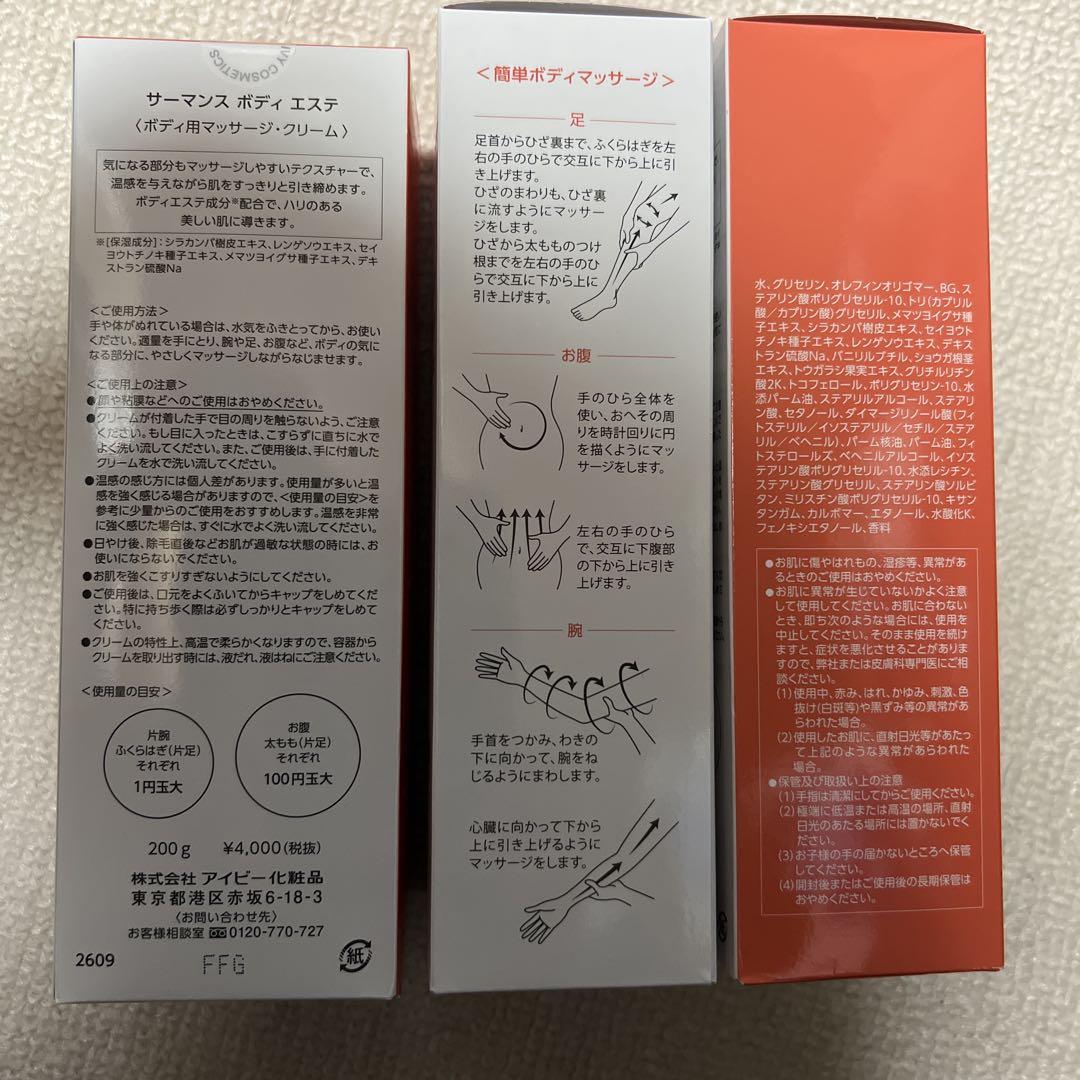 IVY COSMETICS
サーマンス ボディ エステ
〈ボディ用マッサージ・クリーム〉
気になる部分もマッサージしやすいテクスチャーで、
温感を与えながら肌をすっきりと引き締めます。
ボディエステ成分※配合で、ハリのある
美しい肌に導きます。
※[保湿成分]：シラカンバ樹皮エキス、レンゲソウエキス、セイ
ヨウトチノキ種子エキス、メマツヨイグサ種子エキス、デキ
ストラン硫酸Na
＜ご使用方法＞
手や体がぬれている場合は、水気をふきとってから、お使い
ください。適量を手にとり、腕や足、お腹など、ボディの気に
なる部分に、やさしくマッサージしながらなじませます。
＜ご使用上の注意＞
●顔や粘膜などへのご使用はおやめください。
●クリームが付着した手で目の周りを触らないよう、ご注意
ください。もし目に入ったときは、こすらずに直ちに水で
よく洗い流してください。また、ご使用後は、手に付着した
クリームを水で洗い流してください。
●温感の感じ方には個人差があります。使用量が多いと温
感を強く感じる場合がありますので、＜使用量の目安＞を
参考に少量からのご使用をおすすめします。温感を非常
に強く感じた場合は、すぐに水でよく洗い流してください。
●日やけ後、除毛直後などお肌が過敏な状態の時には、お
使いにならないでください。
●お肌を強くこすりすぎないようにしてください。
●ご使用後は、口元をよくふいてからキャップをしめてくだ
さい。特に持ち歩く際は必ずしっかりとキャップをしめて
ください。
●クリームの特性上、高温で柔らかくなりますので、容器から
クリームを取り出す時には、液だれ、液はねにご注意ください。
＜使用量の目安＞
片腕
ふくらはぎ(片足)
それぞれ
1円玉大
お腹
太もも(片足)
それぞれ
100円玉大
200g ¥4,000(税抜)
株式会社 アイビー化粧品
東京都港区赤坂6-18-3
〈お問い合わせ先〉
お客様相談室 0120-770-727
2609
FFG
紙
＜簡単ボディマッサージ＞
足
足首からひざ裏まで、ふくらはぎを左
右の手のひらで交互に下から上に引
き上げます。
ひざのまわりも、ひざ裏
に流すようにマッサー
ジをします。
ひざから太もものつけ
根までを左右の手のひ
らで交互に下から上に
引き上げます。
お腹
手のひら全体を
使い、おへその周
りを時計回りに円
を描くようにマッ
サージをします。
左右の手のひら
で、交互に下腹部
の下から上に引き
上げます。
腕
手首をつかみ、わきの
下に向かって、腕をね
じるようにまわします。
心臓に向かって下から
上に引き上げるように
マッサージをします。
水、グリセリン、オレフィンオリゴマー、BG、ス
テアリン酸ポリグリセリル-10、トリ(カプリル
酸／カプリン酸)グリセリル、メマツヨイグサ種
子エキス、シラカンバ樹皮エキス、セイヨウト
チノキ種子エキス、レンゲソウエキス、デキス
トラン硫酸Na、バニリルブチル、ショウガ根茎
エキス、トウガラシ果実エキス、グリチルリチン
酸2K、トコフェロール、ポリグリセリン-10、水
添パーム油、ステアリルアルコール、ステアリ
ン酸、セタノール、ダイマージリノール酸(フィ
トステリル／イソステアリル／セチル／ステア
リル／ベヘニル)、パーム核油、パーム油、フィ
トステロールズ、ベヘニルアルコール、イソス
テアリン酸ポリグリセリル-10、水添レシチン、
ステアリン酸グリセリル、ステアリン酸ソルビ
タン、ミリスチン酸ポリグリセリル-10、キサン
タンガム、カルボマー、エタノール、水酸化K、
フェノキシエタノール、香料
●お肌に傷やはれもの、湿疹等、異常があ
るときのご使用はおやめください。
●お肌に異常が生じていないかよく注意
して使用してください。お肌に合わない
とき、即ち次のような場合には、使用を
中止してください。そのまま使用を続け
ますと、症状を悪化させることがありま
すので、弊社または皮膚科専門医にご相
談ください。
(1)使用中、赤み、はれ、かゆみ、刺激、色
抜け(白斑等)や黒ずみ等の異常があ
らわれた場合。
(2)使用したお肌に、直射日光等があたっ
て上記のような異常があらわれた
場合。
●保管及び取扱い上の注意
(1)手指は清潔にしてからご使用ください。
(2)極端に低温または高温の場所、直射
日光のあたる場所には置かないでく
ださい。
(3)お子様の手の届かないところへ保管
してください。
(4)開封後またはご使用後の長期保管は
おやめください。